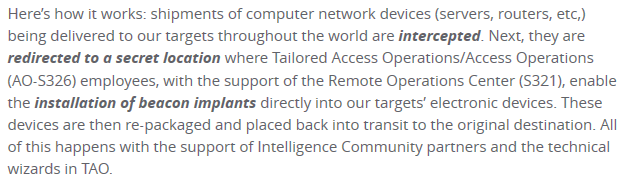 Here’s how it works: shipments of computer network devices (servers, routers, etc,)
being delivered to our targets throughout the world are intercepted. Next, they are
redirected to a secret location where Tailored Access Operations/Access Operations
(AO-S326) employees, with the support of the Remote Operations Center (S321), enable
the installation of beacon implants directly into our targets’ electronic devices. These
devices are then re-packaged and placed back into transit to the original destination. All
of this happens with the support of Intelligence Community partners and the technical
wizards in TAO.